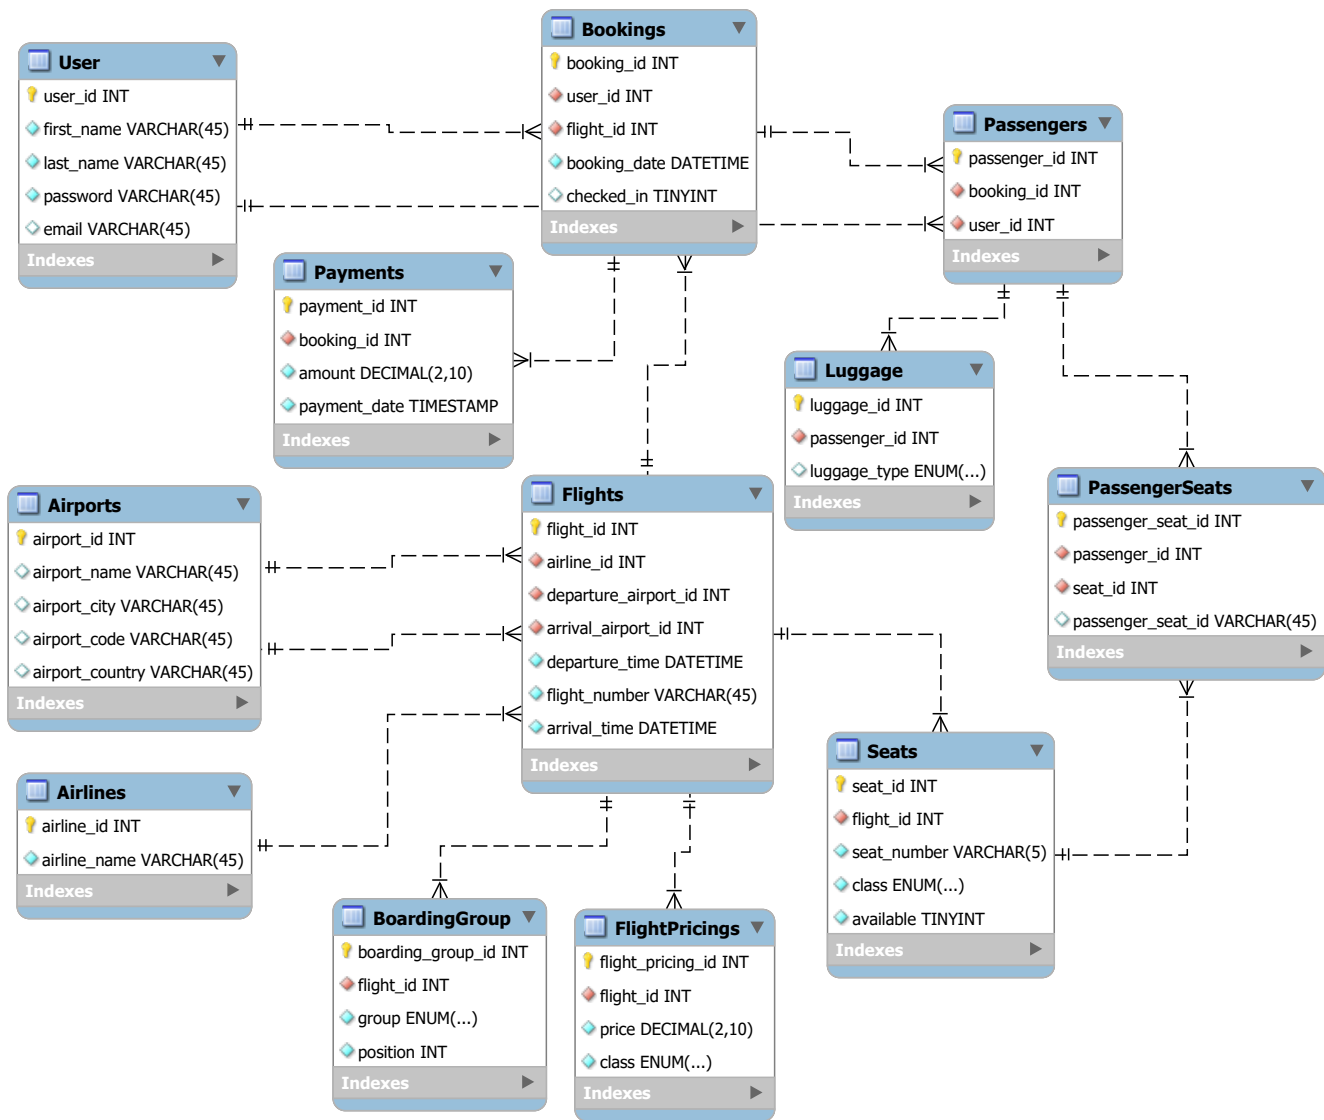 Bookings
booking_id INT
user_id INT
flight_id INT
booking_date DATETIME
checked_in TINYINT
Indexes
User
user_id INT
first_name VARCHAR(45)
last_name VARCHAR(45)
password VARCHAR(45)
email VARCHAR(45)
Indexes
Passengers
passenger_id INT
booking_id INT
user_id INT
Indexes
Payments
payment_id INT
booking_id INT
amount DECIMAL(2,10)
payment_date TIMESTAMP
Indexes
Luggage
luggage_id INT
passenger_id INT
luggage_type ENUM(...)
Airports
airport_id INT
airport_name VARCHAR(45)
airport_city VARCHAR(45)
airport_code VARCHAR(45)
airport_country VARCHAR(45)
Indexes
Flights
flight_id INT
airline_id INT
departure_airport_id INT
arrival_airport_id INT
departure_time DATETIME
flight_number VARCHAR(45)
arrival_time DATETIME
Indexes
PassengerSeats
passenger_seat_id INT
passenger_id INT
seat_id INT
passenger_seat_id VARCHAR(45)
Indexes
Airlines
airline_id INT
airline_name VARCHAR(45)
Indexes
Seats
seat_id INT
flight_id INT
seat_number VARCHAR(5)
class ENUM(...)
available TINYINT
Indexes
BoardingGroup
boarding_group_id INT
flight_id INT
group ENUM(...)
position INT
Indexes
FlightPricings
flight_pricing_id INT
flight_id INT
price DECIMAL(2,10)
class ENUM(...)
Indexes